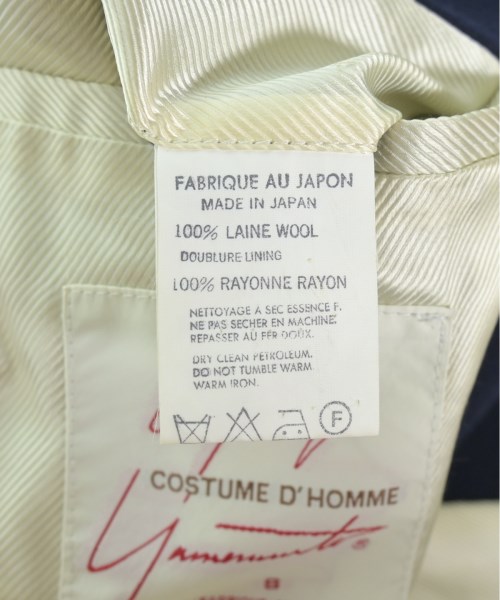 FABRIQUE AU JAPON
MADE IN JAPAN
100% LAINE WOOL
DOUBLURE LINING
100% RAYONNE RAYON
NETTOYAGE A SEC ESSENCE F.
NE PAS SECHER EN MACHINE.
REPASSER AU FER DOUX.
DRY CLEAN PETROLEUM.
DO NOT TUMBLE WARM.
WARM IRON.
F
COSTUME D'HOMME
Yamamoto ®